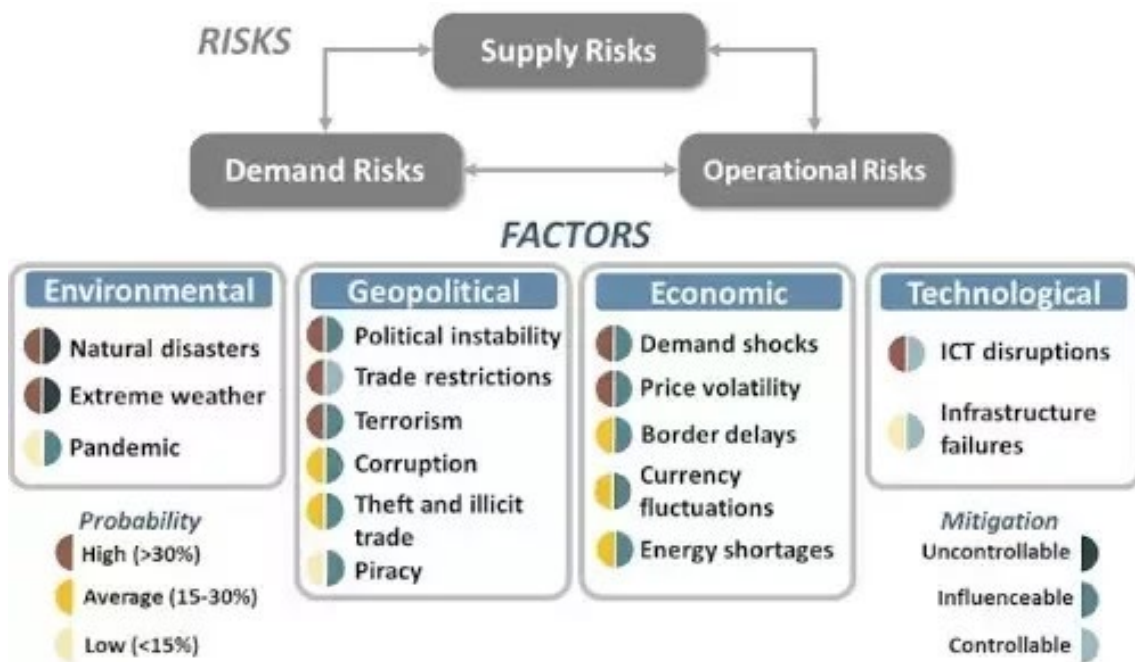 RISKS
Supply Risks
Demand Risks
Operational Risks
FACTORS
Environmental
Natural disasters
Extreme weather
Pandemic
Geopolitical
Political instability
Trade restrictions
Terrorism
Corruption
Theft and illicit
trade
Piracy
Economic
Demand shocks
Price volatility
Border delays
Currency
fluctuations
Energy shortages
Technological
ICT disruptions
Infrastructure
failures
Probability
High (>30%)
Average (15-30%)
Low (<15%)
Mitigation
Uncontrollable
Influenceable
Controllable